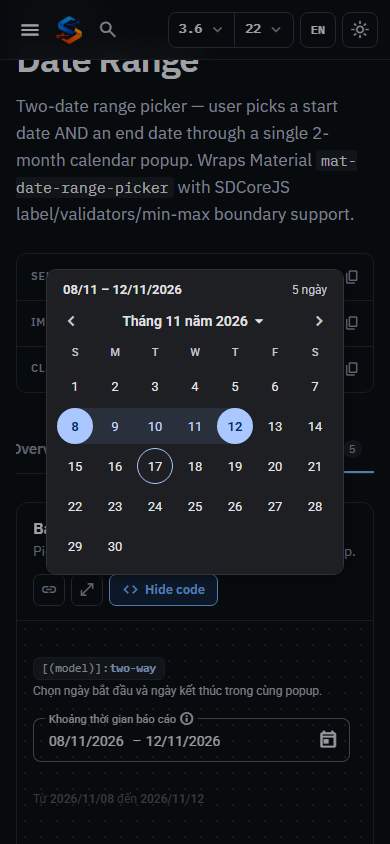 3.6 22 EN
Date Range
Two-date range picker — user picks a start
date AND an end date through a single 2-
month calendar popup. Wraps Material mat-
date-range-picker with SDCoreJS
label/validators/min-max boundary support.
08/11 – 12/11/2026 5 ngày
Tháng 11 năm 2026
S M T W T F S
1 2 3 4 5 6 7
8 9 10 11 12 13 14
15 16 17 18 19 20 21
22 23 24 25 26 27 28
29 30
5
Hide code
[(model)]:two-way
Chọn ngày bắt đầu và ngày kết thúc trong cùng popup.
Khoảng thời gian báo cáo
08/11/2026 – 12/11/2026
Từ 2026/11/08 đến 2026/11/12